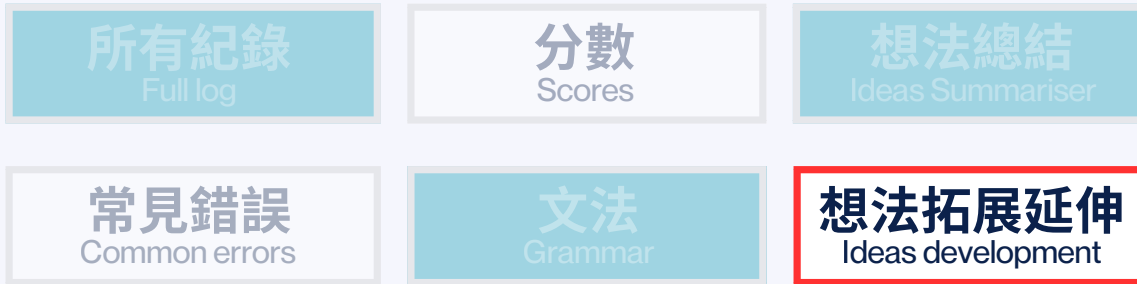 所有紀錄
Full log
分數
Scores
想法總結
Ideas Summariser
常見錯誤
Common errors
文法
Grammar
想法拓展延伸
Ideas development